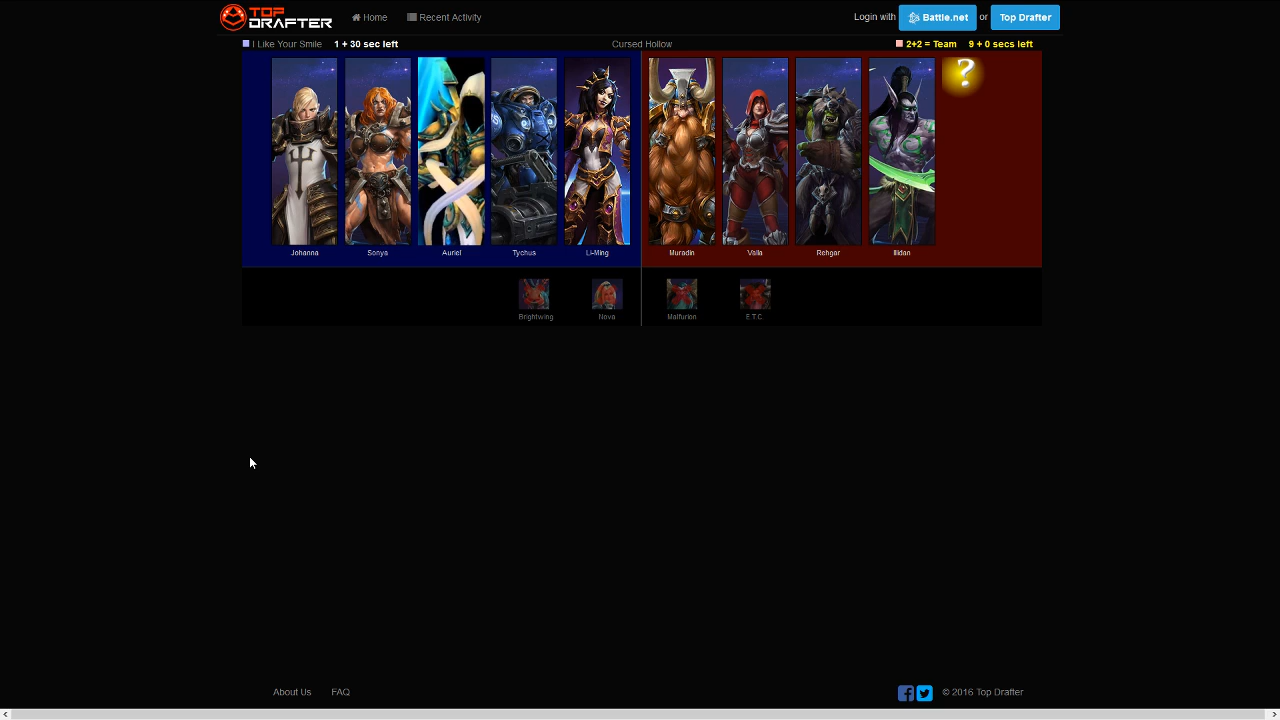 TOP DRAFTER
Home
Recent Activity
Login with Battle.net or Top Drafter
I Like Your Smile 1 + 30 sec left
Cursed Hollow
2+2 = Team 9 + 0 secs left
?
Johanna Sonya Auriel Tychus Li-Ming Muradin Valla Rehgar Illidan
Brightwing Nova Malfurion E.T.C
About Us FAQ
© 2016 Top Drafter